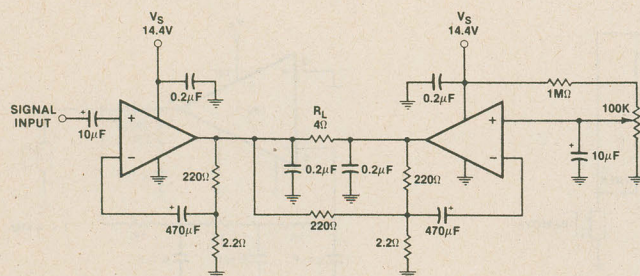 VS
14.4V
0.2µF
SIGNAL
INPUT
+
10µF
+
−
220Ω
+
470µF
2.2Ω
RL
4Ω
0.2µF
0.2µF
220Ω
VS
14.4V
0.2µF
1MΩ
100K
+
−
+
10µF
220Ω
+
470µF
2.2Ω